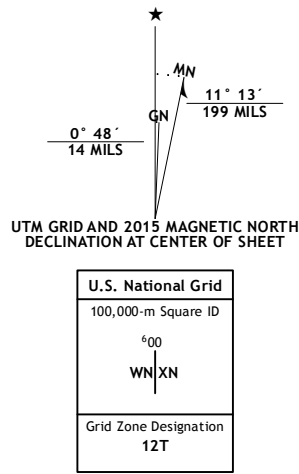 ★
MN
GN
11° 13´
199 MILS
0° 48´
14 MILS
UTM GRID AND 2015 MAGNETIC NORTH
DECLINATION AT CENTER OF SHEET
U.S. National Grid
100,000-m Square ID
⁶00
WN XN
Grid Zone Designation
12T